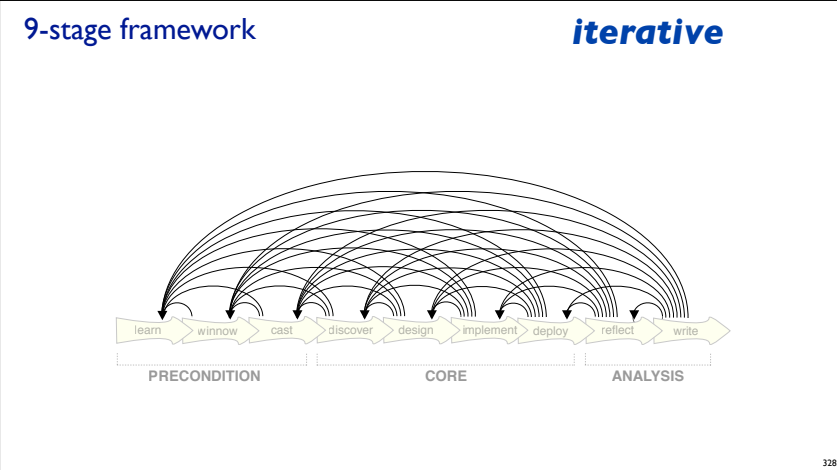 9-stage framework
iterative
learn winnow cast discover design implement deploy reflect write
PRECONDITION CORE ANALYSIS
328